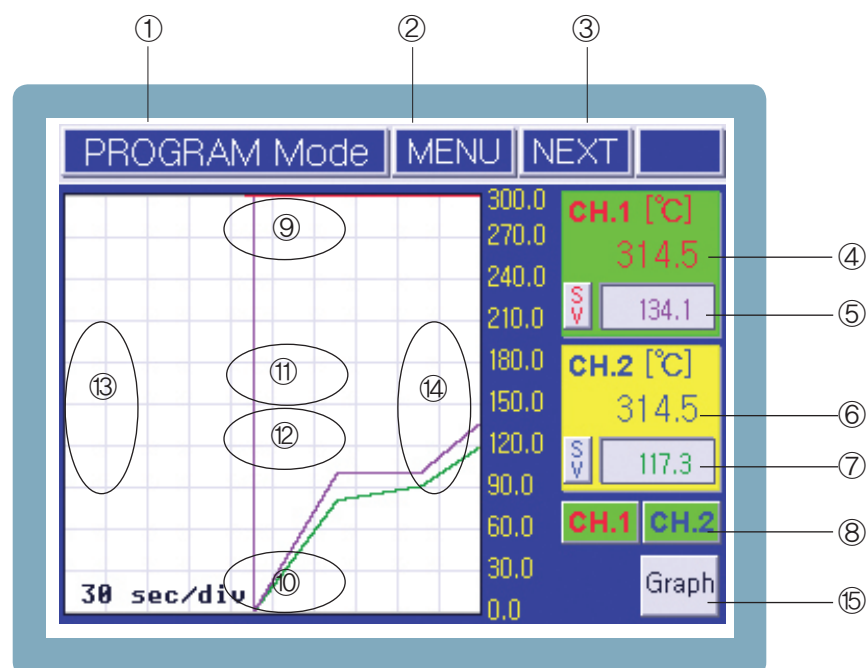 ① ② ③
PROGRAM Mode MENU NEXT
300.0
270.0
240.0
210.0
180.0
150.0
120.0
90.0
60.0
30.0
0.0
⑨
⑪
⑫
⑬
⑭
⑩
30 sec/div
CH.1 [℃]
314.5 ④
SV 134.1 ⑤
CH.2 [℃]
314.5 ⑥
SV 117.3 ⑦
CH.1 CH.2 ⑧
Graph ⑮